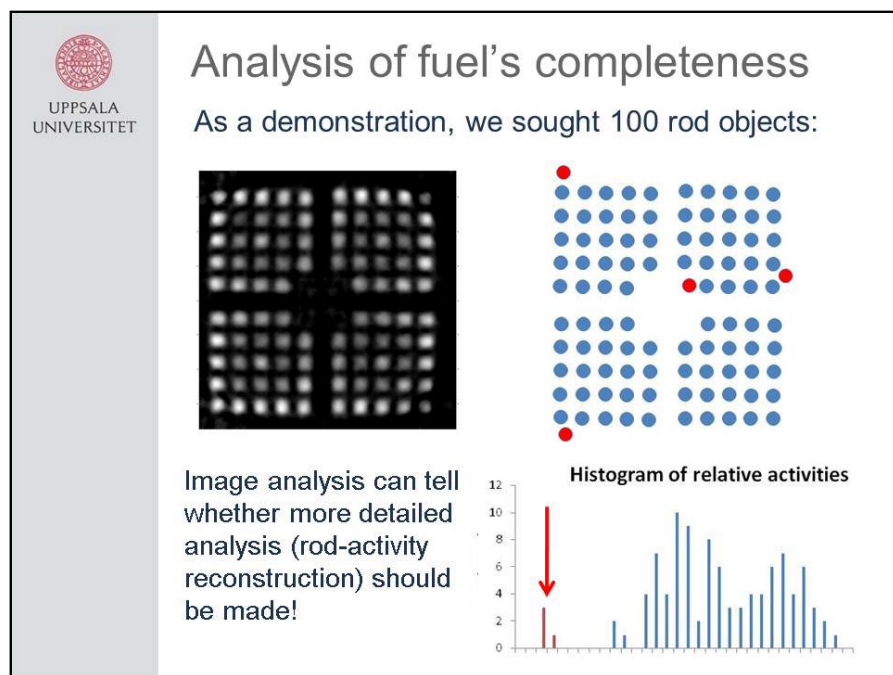 UPPSALA
UNIVERSITET
Analysis of fuel's completeness
As a demonstration, we sought 100 rod objects:
Image analysis can tell
whether more detailed
analysis (rod-activity
reconstruction) should
be made!
Histogram of relative activities
12
10
8
6
4
2
0